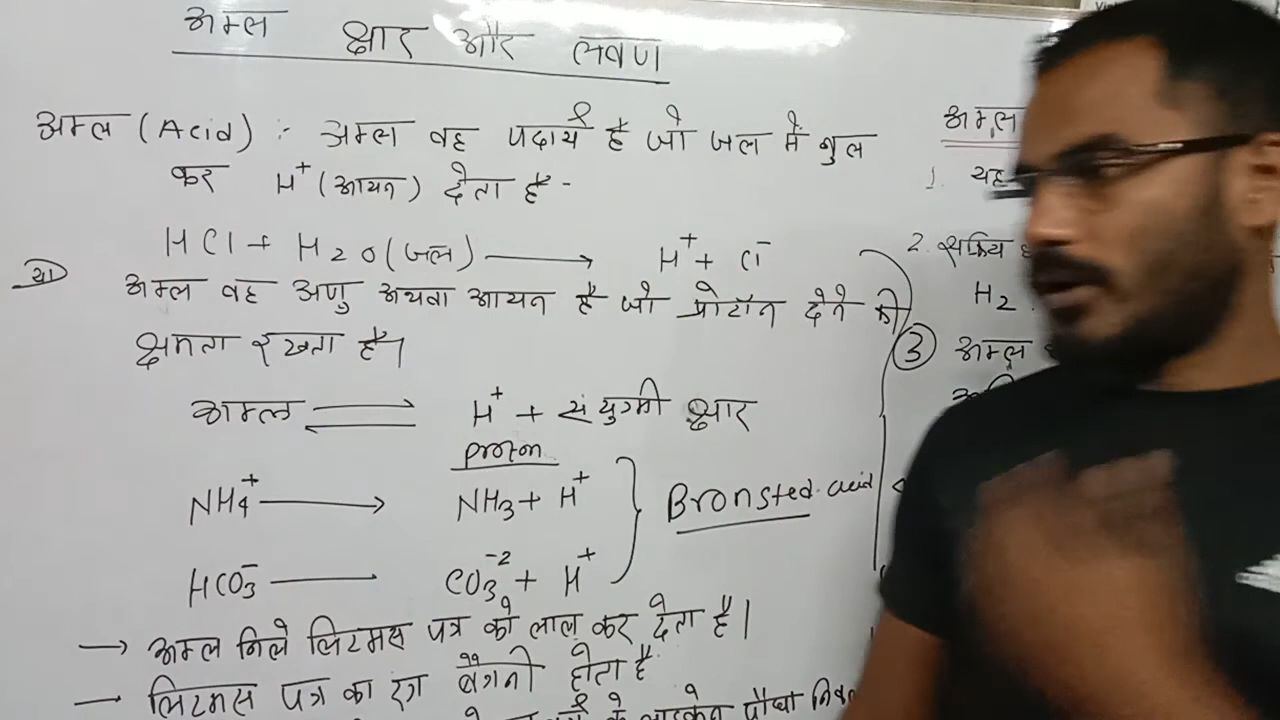 अम्ल क्षार और लवण
अम्ल (Acid) :- अम्ल वह पदार्थ है जो जल में घुल
कर H⁺ (आयन) देता है -
HCl + H₂O (जल) ⟶ H⁺ + Cl⁻
या
अम्ल वह अणु अथवा आयन है जो प्रोटॉन देने की
क्षमता रखता है।
अम्ल ⇌ H⁺ + संयुग्मी क्षार
proton
NH₄⁺ ⟶ NH₃ + H⁺
Bronsted acid
HCO₃⁻ ⟶ CO₃⁻² + H⁺
→ अम्ल निले लिटमस पत्र को लाल कर देता है।
→ लिटमस पत्र का रंग बैंगनी होता है
अम्ल
1. यह
2. सक्रिय
H₂
3 अम्ल